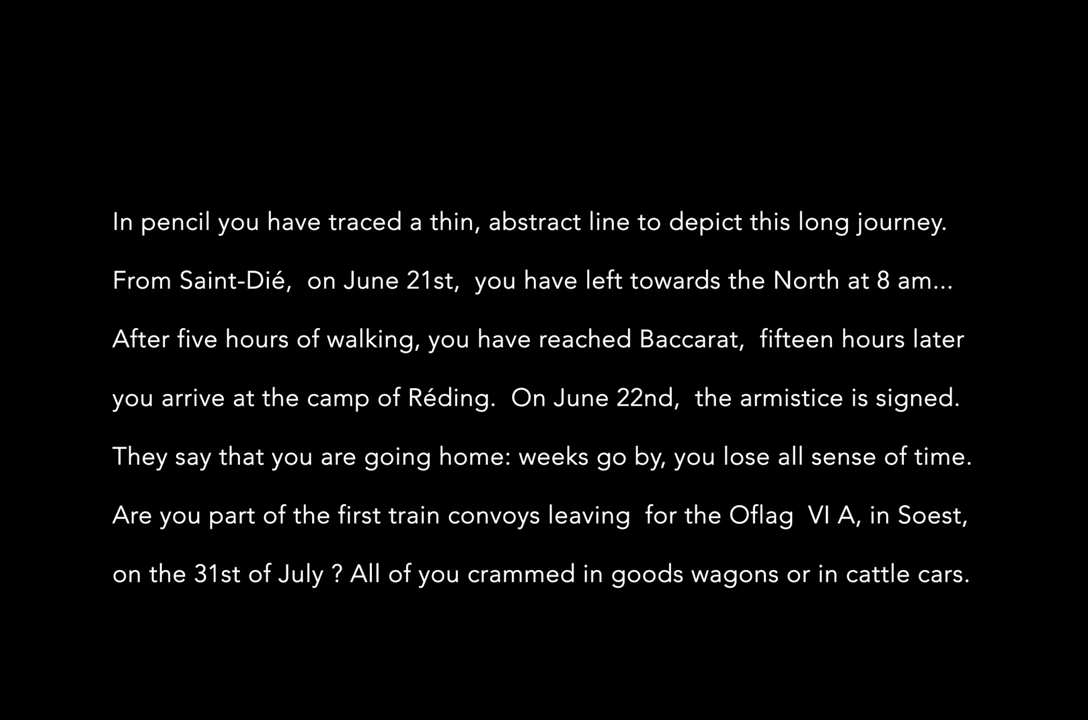 In pencil you have traced a thin, abstract line to depict this long journey.
From Saint-Dié,  on June 21st,  you have left towards the North at 8 am...
After five hours of walking, you have reached Baccarat,  fifteen hours later
you arrive at the camp of Réding.  On June 22nd,  the armistice is signed.
They say that you are going home: weeks go by, you lose all sense of time.
Are you part of the first train convoys leaving  for the Oflag  VI A, in Soest,
on the 31st of July ? All of you crammed in goods wagons or in cattle cars.